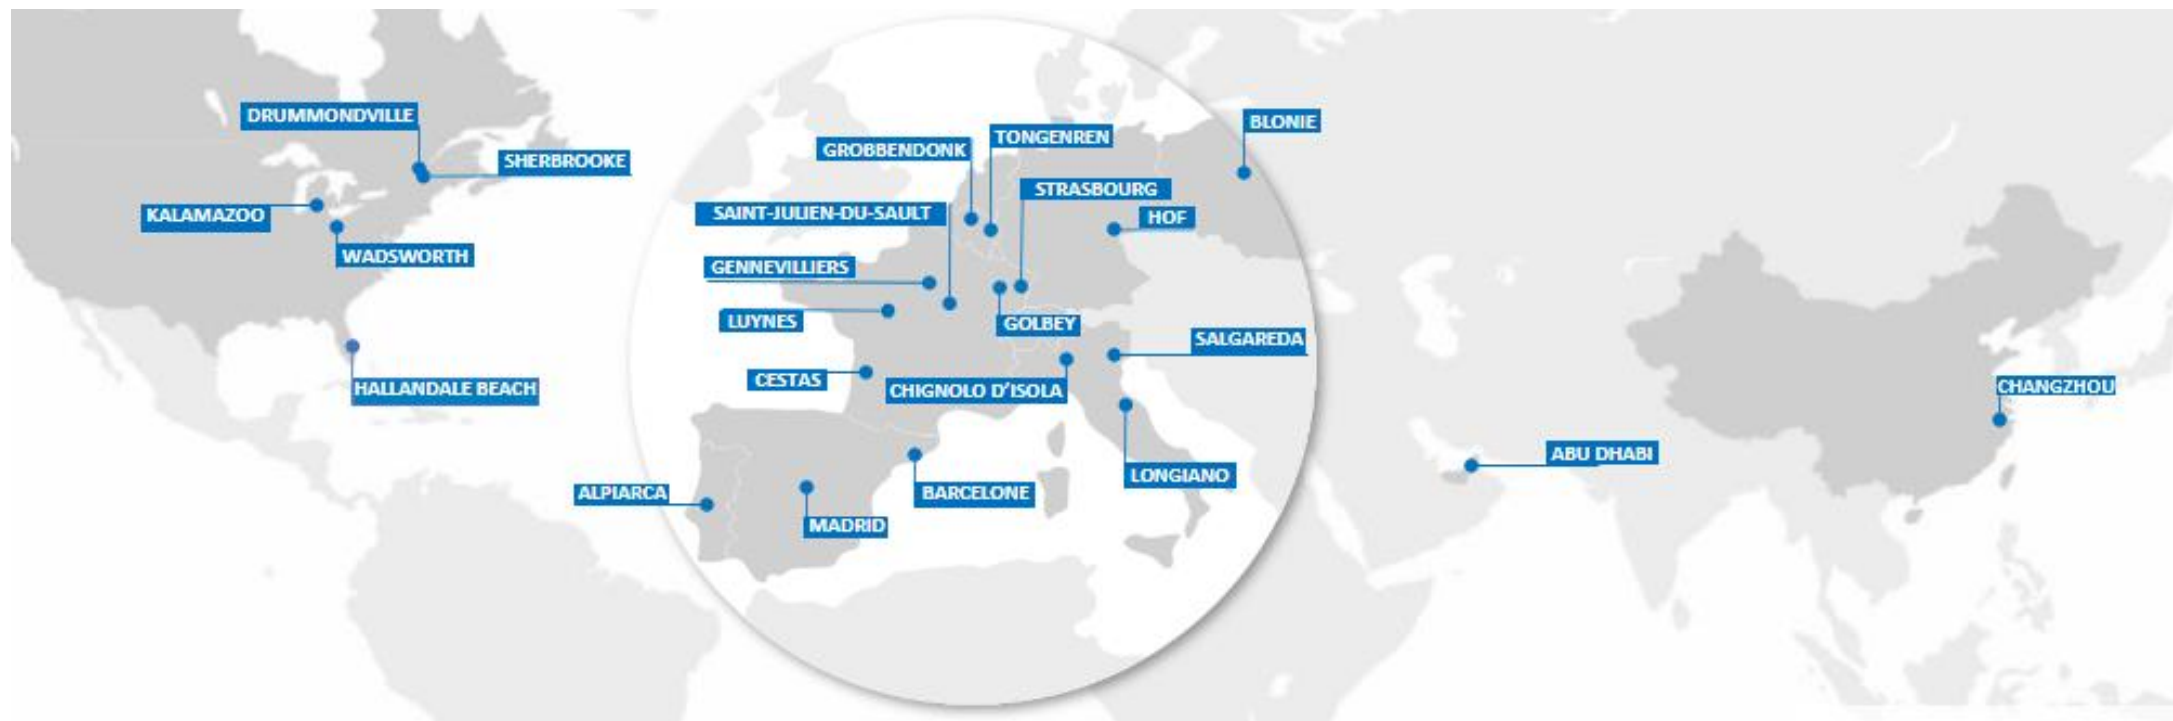 DRUMMONDVILLE
SHERBROOKE
KALAMAZOO
WADSWORTH
HALLANDALE BEACH
BLONIE
TONGENREN
GROBBENDONK
STRASBOURG
SAINT-JULIEN-DU-SAULT
HOF
GENNEVILLIERS
LUYNES
GOLBEY
SALGAREDA
CESTAS
CHIGNOLO D'ISOLA
LONGIANO
ALPIARCA
BARCELONE
MADRID
ABU DHABI
CHANGZHOU